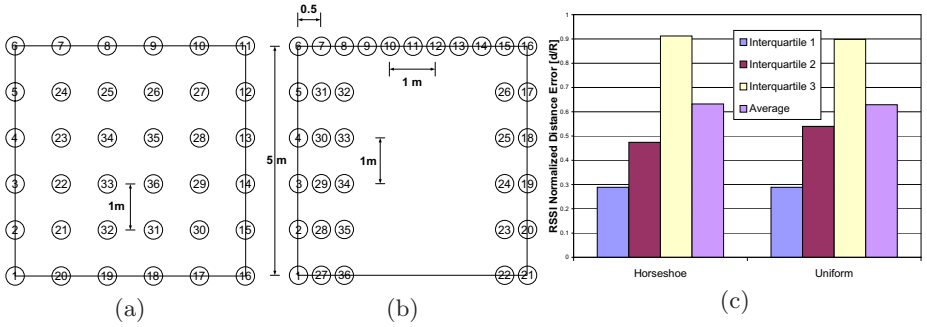 6 7 8 9 10 11
5 24 25 26 27 12
4 23 34 35 28 13
3 22 33 36 29 14
1m
2 21 32 31 30 15
1 20 19 18 17 16
(a)
0.5
6 7 8 9 10 11 12 13 14 15 16
1 m
5 31 32 26 17
4 30 33 25 18
5 m
1m
3 29 34 24 19
2 28 35 23 20
1 27 36 22 21
(b)
RSSI Normalized Distance Error [d/R]
1
0.9
0.8
0.7
0.6
0.5
0.4
0.3
0.2
0.1
0
Interquartile 1
Interquartile 2
Interquartile 3
Average
Horseshoe Uniform
(c)